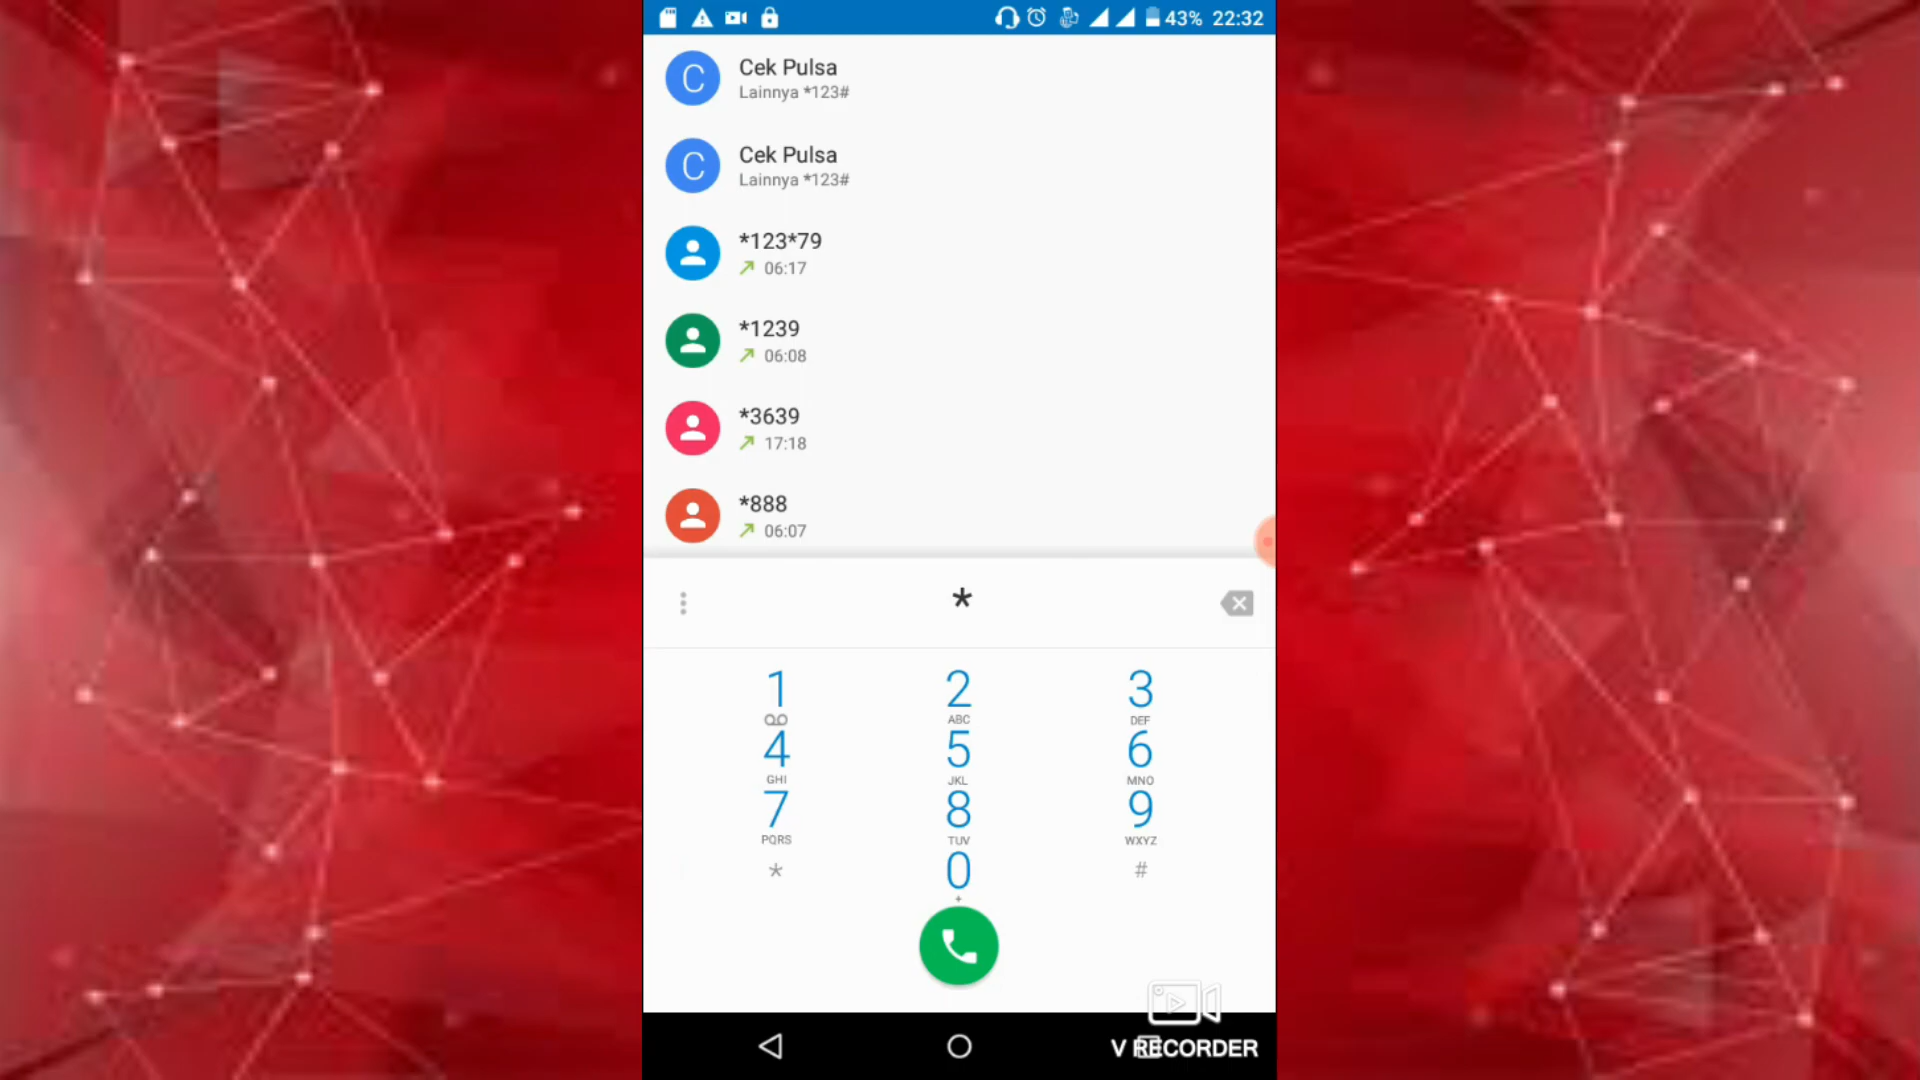 43% 22:32
C
Cek Pulsa
Lainnya *123#
C
Cek Pulsa
Lainnya *123#
*123*79
06:17
*1239
06:08
*3639
17:18
*888
06:07
*
1 2 3
ABC DEF
4 5 6
GHI JKL MNO
7 8 9
PQRS TUV WXYZ
* 0 #
+
V RECORDER